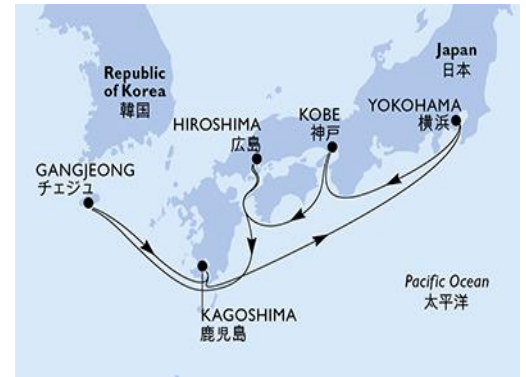 Republic
of Korea
韓国
Japan
日本
YOKOHAMA
横浜
KOBE
神戸
HIROSHIMA
広島
GANGJEONG
チェジュ
Pacific Ocean
太平洋
KAGOSHIMA
鹿児島